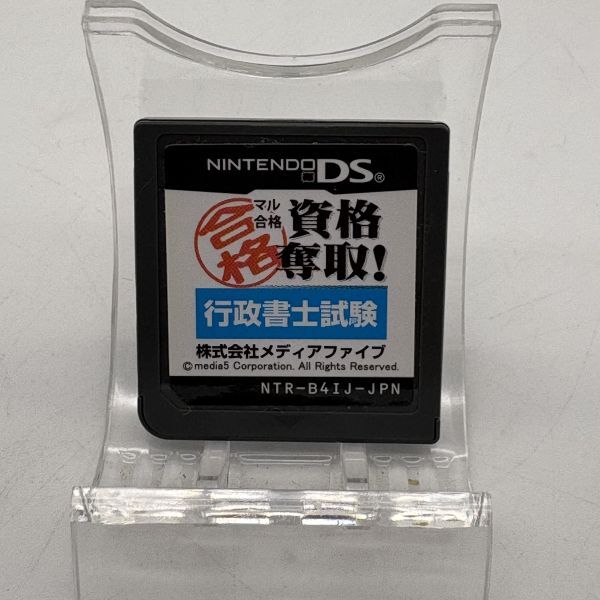 NINTENDO DS®
マル合格
合格
資格
奪取!
行政書士試験
株式会社メディアファイブ
©media5 Corporation. All Rights Reserved.
NTR-B4IJ-JPN